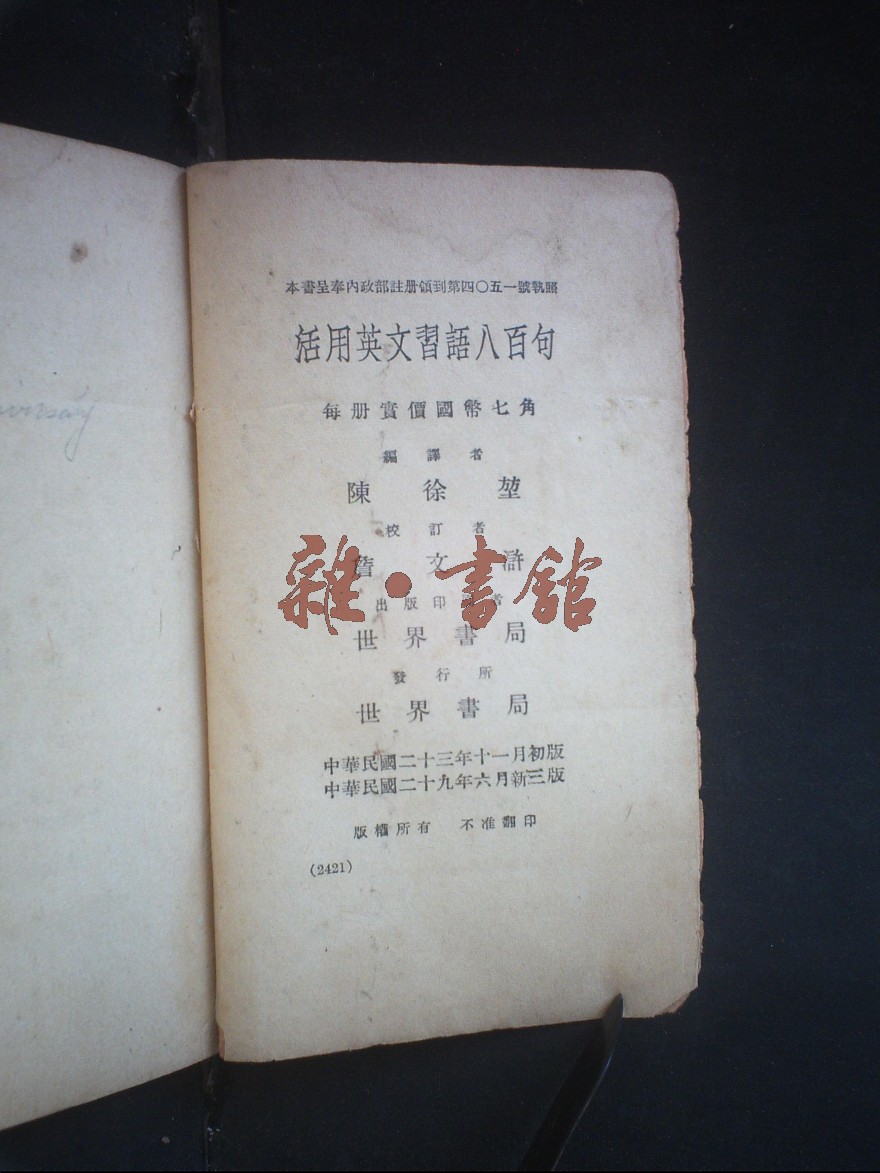 本書呈奉內政部註册領到第四〇五一號執照
活用英文習語八百句
每册實價國幣七角
編譯者
陳徐堃
校訂者
詹文滸
雜·書館
出版印刷者
世界書局
發行所
世界書局
中華民國二十三年十一月初版
中華民國二十九年六月新三版
版權所有 不准翻印
(2421)